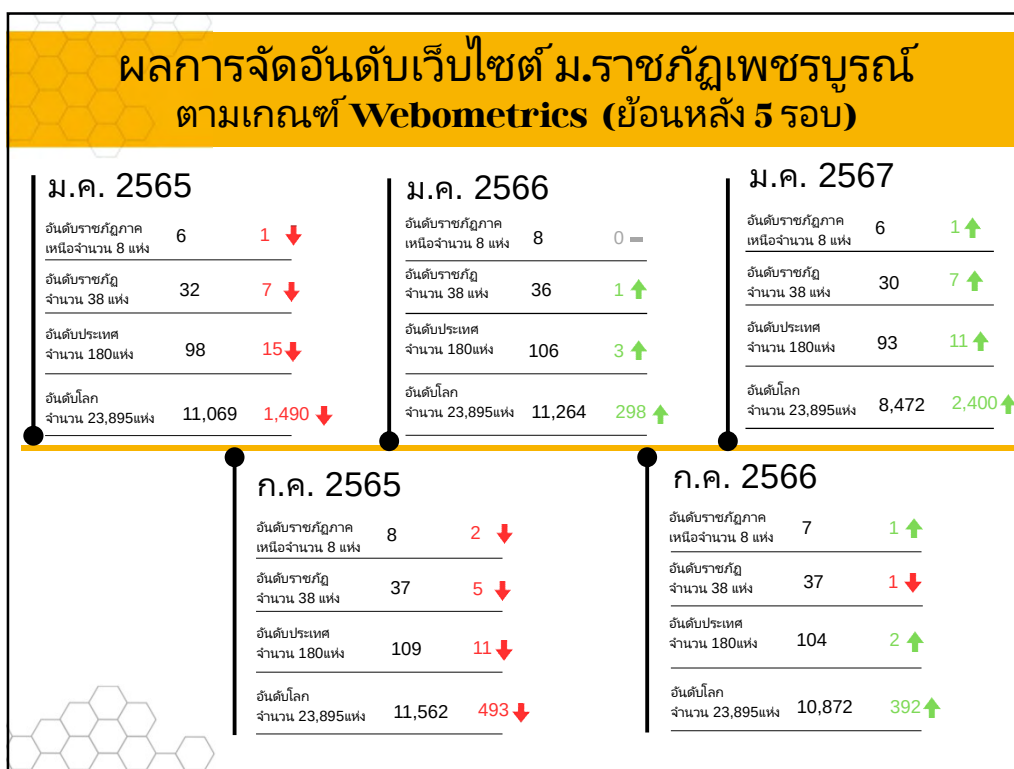 ผลการจัดอันดับเว็บไซต์ ม.ราชภัฏเพชรบูรณ์
ตามเกณฑ์ Webometrics (ย้อนหลัง 5 รอบ)
ม.ค. 2565
อันดับราชภัฏภาค
เหนือจำนวน 8 แห่ง 6 1
อันดับราชภัฏ
จำนวน 38 แห่ง 32 7
อันดับประเทศ
จำนวน 180แห่ง 98 15
อันดับโลก
จำนวน 23,895แห่ง 11,069 1,490
ม.ค. 2566
อันดับราชภัฏภาค
เหนือจำนวน 8 แห่ง 8 0
อันดับราชภัฏ
จำนวน 38 แห่ง 36 1
อันดับประเทศ
จำนวน 180แห่ง 106 3
อันดับโลก
จำนวน 23,895แห่ง 11,264 298
ม.ค. 2567
อันดับราชภัฏภาค
เหนือจำนวน 8 แห่ง 6 1
อันดับราชภัฏ
จำนวน 38 แห่ง 30 7
อันดับประเทศ
จำนวน 180แห่ง 93 11
อันดับโลก
จำนวน 23,895แห่ง 8,472 2,400
ก.ค. 2565
อันดับราชภัฏภาค
เหนือจำนวน 8 แห่ง 8 2
อันดับราชภัฏ
จำนวน 38 แห่ง 37 5
อันดับประเทศ
จำนวน 180แห่ง 109 11
อันดับโลก
จำนวน 23,895แห่ง 11,562 493
ก.ค. 2566
อันดับราชภัฏภาค
เหนือจำนวน 8 แห่ง 7 1
อันดับราชภัฏ
จำนวน 38 แห่ง 37 1
อันดับประเทศ
จำนวน 180แห่ง 104 2
อันดับโลก
จำนวน 23,895แห่ง 10,872 392